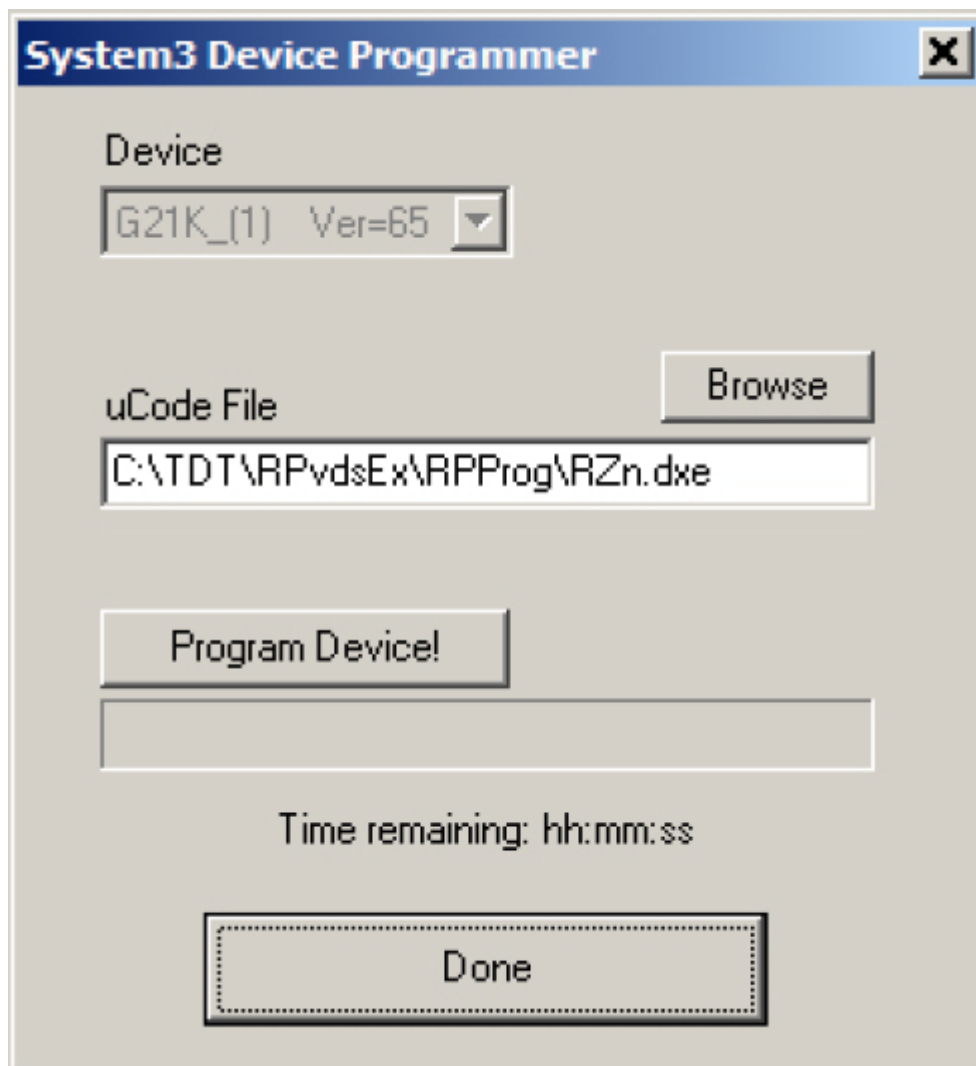 System3 Device Programmer
Device
G21K_(1) Ver=65
Browse
uCode File
C:\TDT\RPvdsEx\RPProg\RZn.dxe
Program Device!
Time remaining: hh:mm:ss
Done